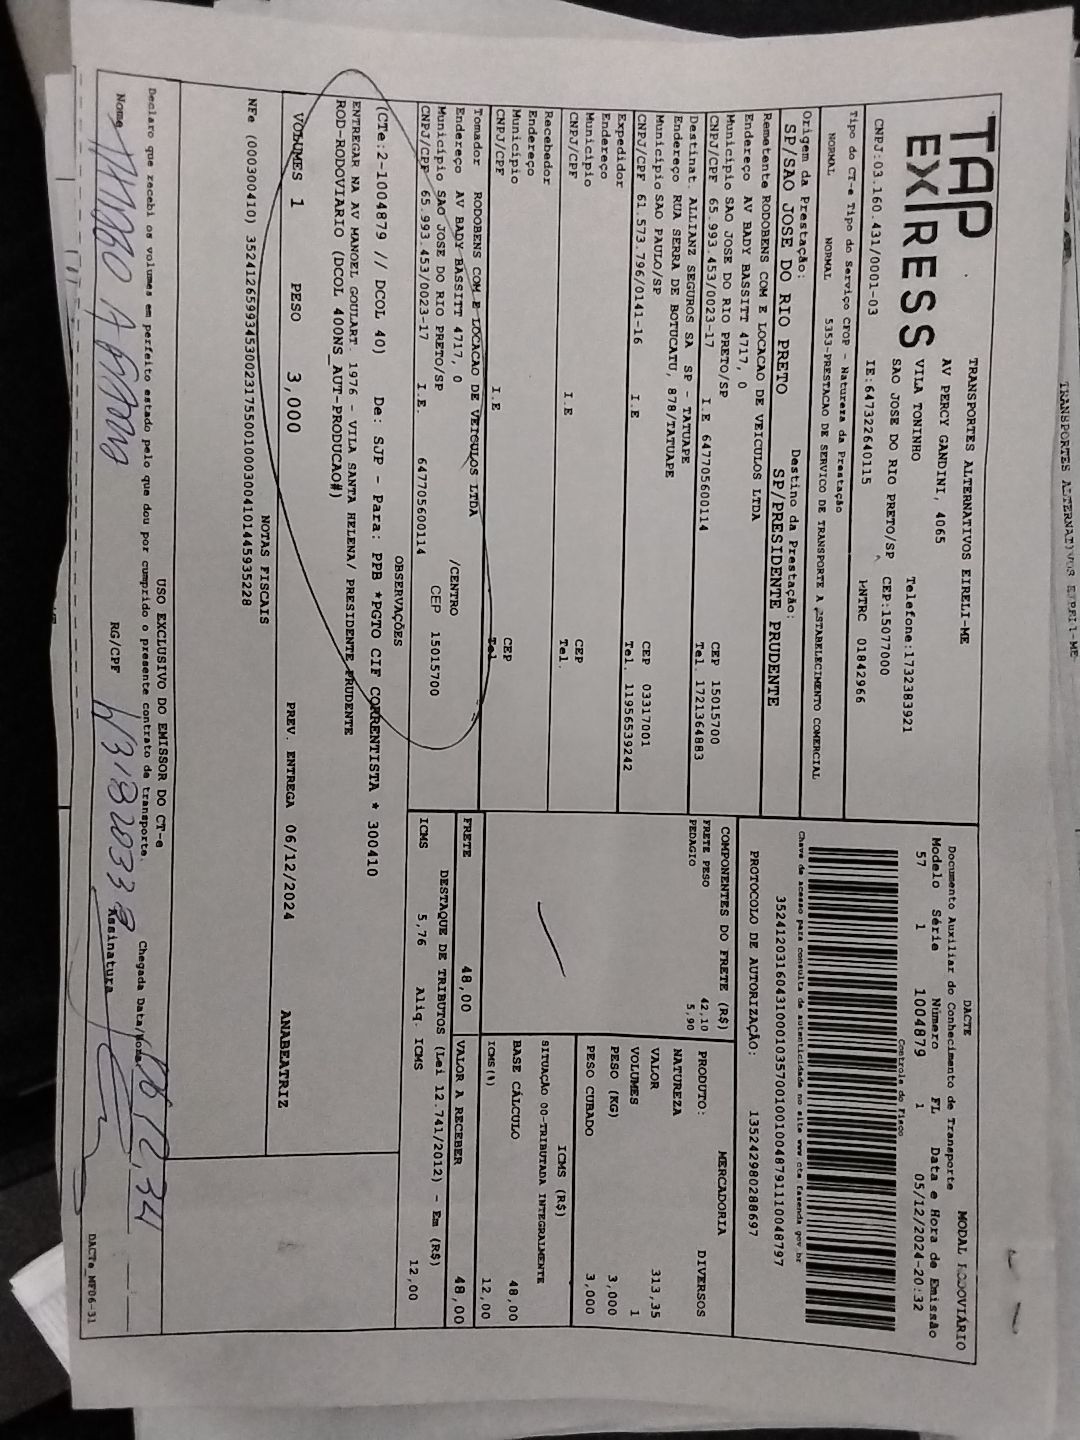 TAP EXPRESS
TRANSPORTES ALTERNATIVOS EIRELI-ME
AV PERCY GANDINI, 4065
VILA TONINHO
SAO JOSE DO RIO PRETO/SP
Telefone:1732383921
CEP:15077000
CNPJ:03.160.431/0001-03
IE:647322640115
RNTRC 01842966
Tipo do CT-e Tipo do Serviço CFOP - Natureza da Prestação
NORMAL NORMAL 5353-PRESTACAO DE SERVICO DE TRANSPORTE A ESTABELECIMENTO COMERCIAL
Origem da Prestação: Destino da Prestação:
SP/SAO JOSE DO RIO PRETO SP/PRESIDENTE PRUDENTE
Remetente RODOBENS COM E LOCACAO DE VEICULOS LTDA
Endereço AV BADY BASSITT 4717, 0
Município SAO JOSE DO RIO PRETO/SP CEP 15015700
CNPJ/CPF 65.993.453/0023-17 I.E 647705600114 Tel. 1721364883
Destinat. ALLIANZ SEGUROS SA SP - TATUAPE
Endereço RUA SERRA DE BOTUCATU, 878/TATUAPE
Município SAO PAULO/SP CEP 03317001
CNPJ/CPF 61.573.796/0141-16 I.E Tel. 11956539242
Expedidor
Endereço
Município CEP
CNPJ/CPF I.E Tel.
Recebedor
Endereço
Município CEP
CNPJ/CPF I.E Tel.
Tomador RODOBENS COM E LOCACAO DE VEICULOS LTDA
Endereço AV BADY BASSITT 4717, 0 /CENTRO
Município SAO JOSE DO RIO PRETO/SP CEP 15015700
CNPJ/CPF 65.993.453/0023-17 I.E. 647705600114
OBSERVAÇÕES
(CTe:2-1004879 // DCOL 40) De: SJP - Para: PPB *PGTO CIF CORRENTISTA * 300410
ENTREGAR NA AV MANOEL GOULART 1976 - VILA SANTA HELENA/ PRESIDENTE PRUDENTE
ROD-RODOVIARIO (DCOL 400NS AUT-PRODUCAO#)
VOLUMES 1 PESO 3,000 PREV. ENTREGA 06/12/2024 ANABEATRIZ
NOTAS FISCAIS
NFe (000300410) 35241265993453002317550010003004101445935228
DACTE MODAL RODOVIÁRIO
Documento Auxiliar do Conhecimento de Transporte
Modelo Série Número FL Data e Hora de Emissão
57 1 1004879 1 05/12/2024-20:32
Controle do Fisco
Chave de acesso para consulta de autenticidade no site www.cte.fazenda.gov.br
35241203160431000103570010010048791110048797
PROTOCOLO DE AUTORIZAÇÃO: 135242980288697
COMPONENTES DO FRETE (R$)
FRETE PESO 42,10
PEDAGIO 5,90
PRODUTO: MERCADORIA DIVERSOS
NATUREZA
VALOR 313,35
VOLUMES 1
PESO (KG) 3,000
PESO CUBADO 3,000
ICMS (R$)
SITUAÇÃO 00-TRIBUTADA INTEGRALMENTE
BASE CÁLCULO 48,00
ICMS(%) 12,00
FRETE 48,00 VALOR A RECEBER 48,00
DESTAQUE DE TRIBUTOS (Lei 12.741/2012) - Em (R$)
ICMS 5,76 Aliq. ICMS 12,00
USO EXCLUSIVO DO EMISSOR DO CT-e
Declaro que recebi os volumes em perfeito estado pelo que dou por cumprido o presente contrato de transporte.
Nome RG/CPF Assinatura Chegada Data/Hora
DACTe_MF06-31
TRANSPORTES ALTERNATIVOS EIRELI-ME